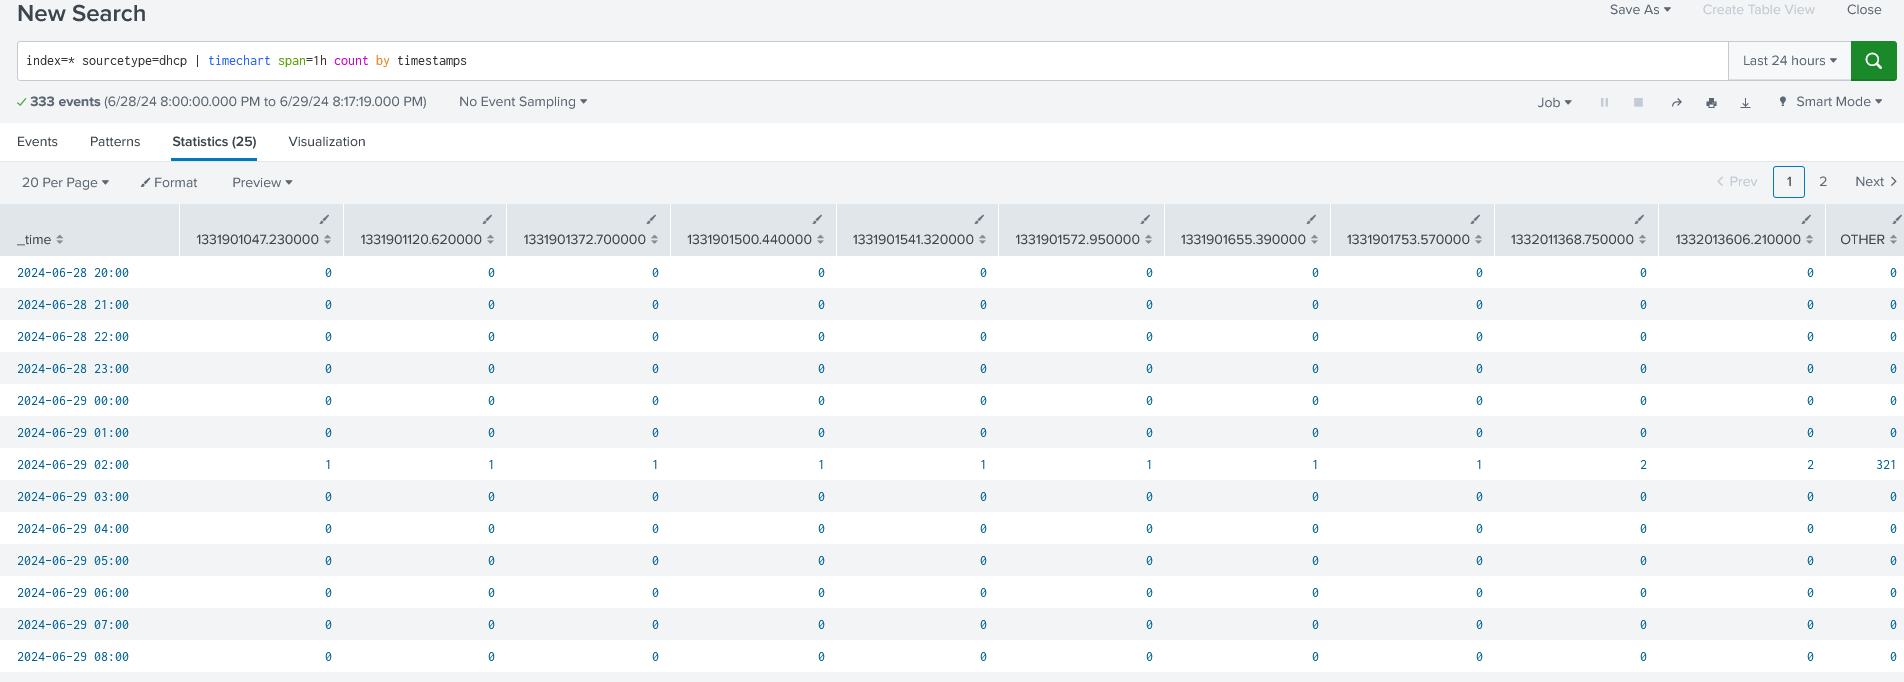 New Search
Save As Create Table View Close
index=* sourcetype=dhcp | timechart span=1h count by timestamps
Last 24 hours
333 events (6/28/24 8:00:00.000 PM to 6/29/24 8:17:19.000 PM) No Event Sampling
Job Smart Mode
Events Patterns Statistics (25) Visualization
20 Per Page Format Preview
Prev 1 2 Next
_time 1331901047.230000 1331901120.620000 1331901372.700000 1331901500.440000 1331901541.320000 1331901572.950000 1331901655.390000 1331901753.570000 1332011368.750000 1332013606.210000 OTHER
2024-06-28 20:00 0 0 0 0 0 0 0 0 0 0 0
2024-06-28 21:00 0 0 0 0 0 0 0 0 0 0 0
2024-06-28 22:00 0 0 0 0 0 0 0 0 0 0 0
2024-06-28 23:00 0 0 0 0 0 0 0 0 0 0 0
2024-06-29 00:00 0 0 0 0 0 0 0 0 0 0 0
2024-06-29 01:00 0 0 0 0 0 0 0 0 0 0 0
2024-06-29 02:00 1 1 1 1 1 1 1 1 2 2 321
2024-06-29 03:00 0 0 0 0 0 0 0 0 0 0 0
2024-06-29 04:00 0 0 0 0 0 0 0 0 0 0 0
2024-06-29 05:00 0 0 0 0 0 0 0 0 0 0 0
2024-06-29 06:00 0 0 0 0 0 0 0 0 0 0 0
2024-06-29 07:00 0 0 0 0 0 0 0 0 0 0 0
2024-06-29 08:00 0 0 0 0 0 0 0 0 0 0 0